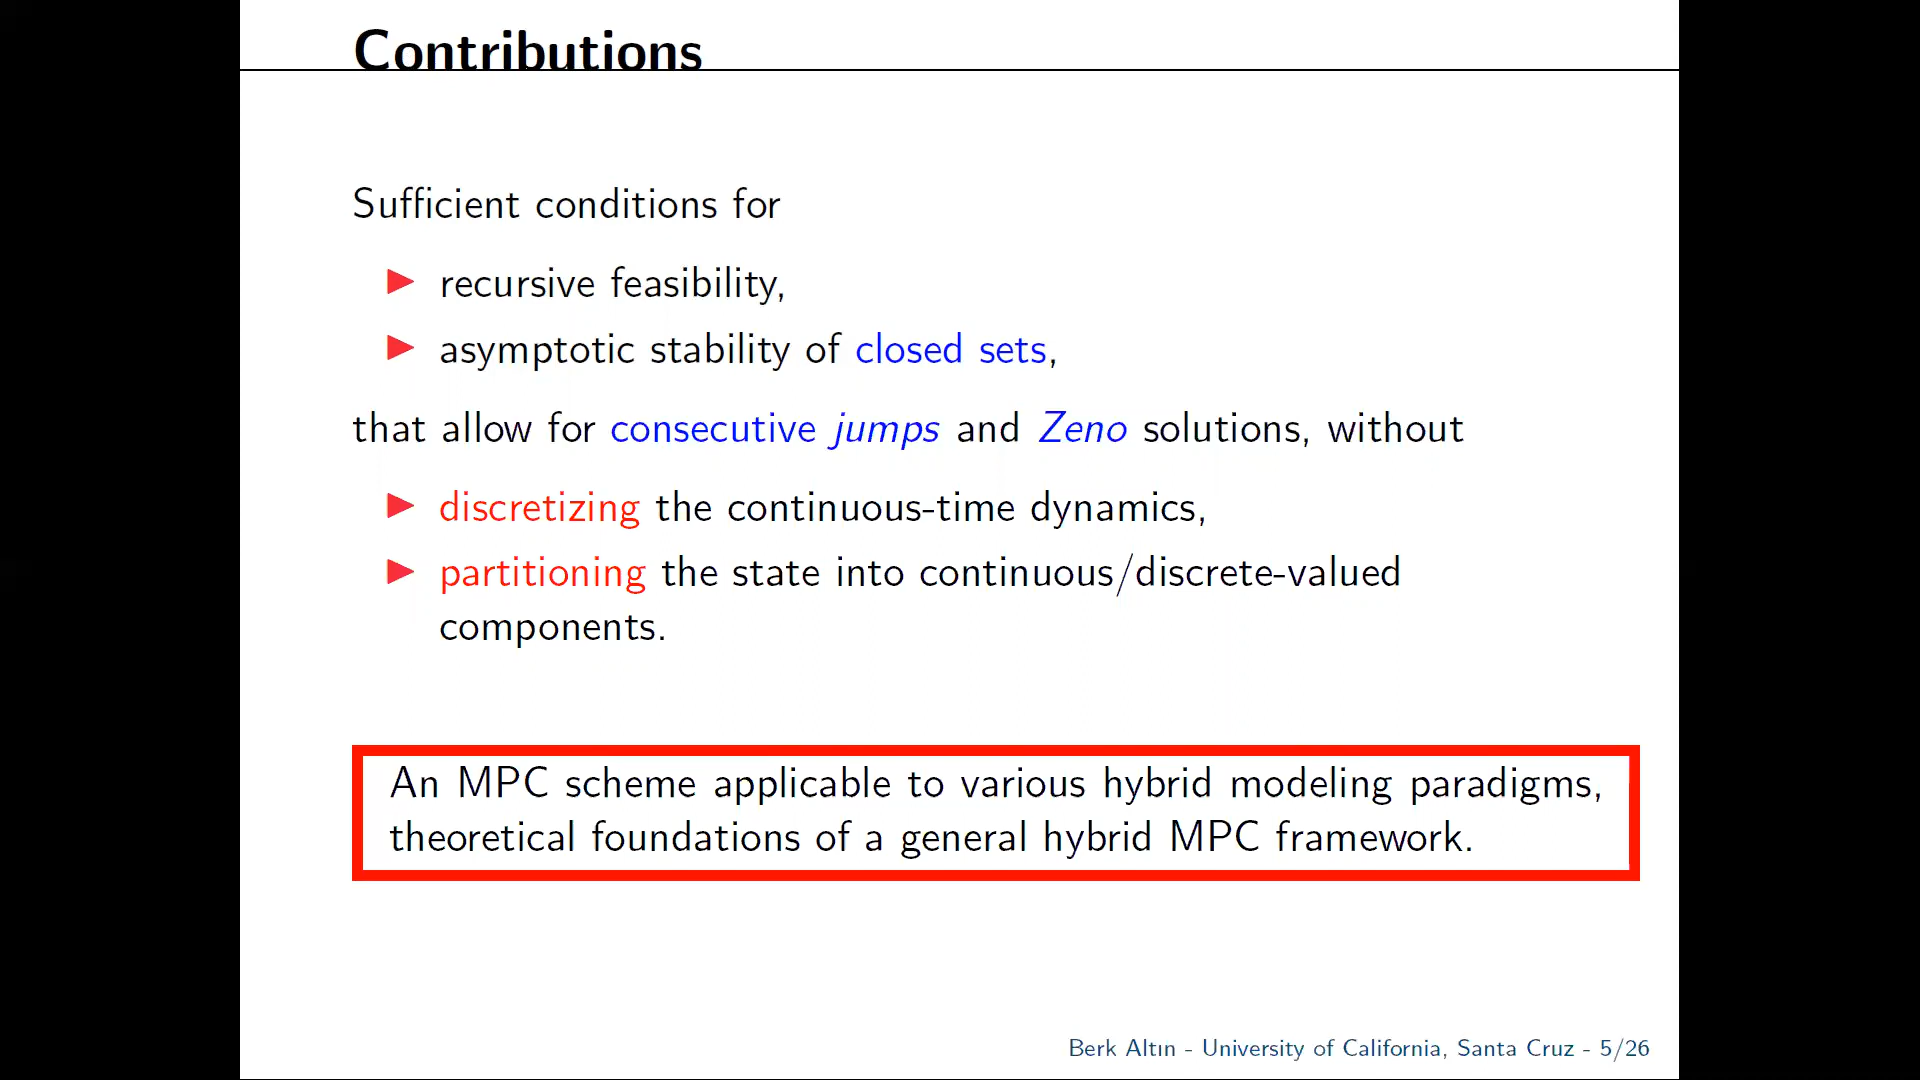 Contributions
Sufficient conditions for
▶ recursive feasibility,
▶ asymptotic stability of closed sets,
that allow for consecutive jumps and Zeno solutions, without
▶ discretizing the continuous-time dynamics,
▶ partitioning the state into continuous/discrete-valued
components.
An MPC scheme applicable to various hybrid modeling paradigms,
theoretical foundations of a general hybrid MPC framework.
Berk Altın - University of California, Santa Cruz - 5/26